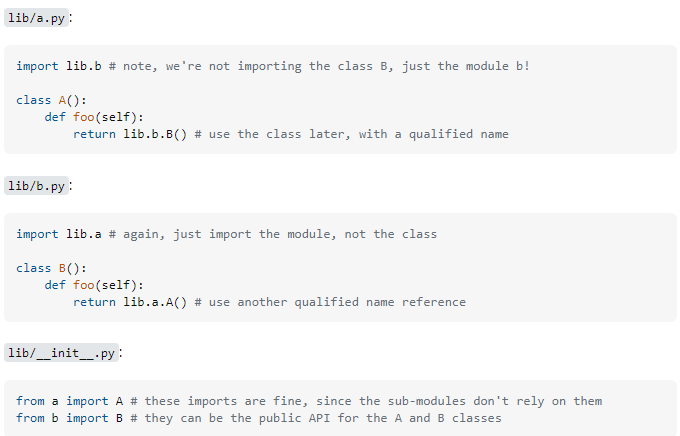 lib/a.py:
import lib.b # note, we're not importing the class B, just the module b!
class A():
    def foo(self):
        return lib.b.B() # use the class later, with a qualified name
lib/b.py:
import lib.a # again, just import the module, not the class
class B():
    def foo(self):
        return lib.a.A() # use another qualified name reference
lib/__init__.py:
from a import A # these imports are fine, since the sub-modules don't rely on them
from b import B # they can be the public API for the A and B classes